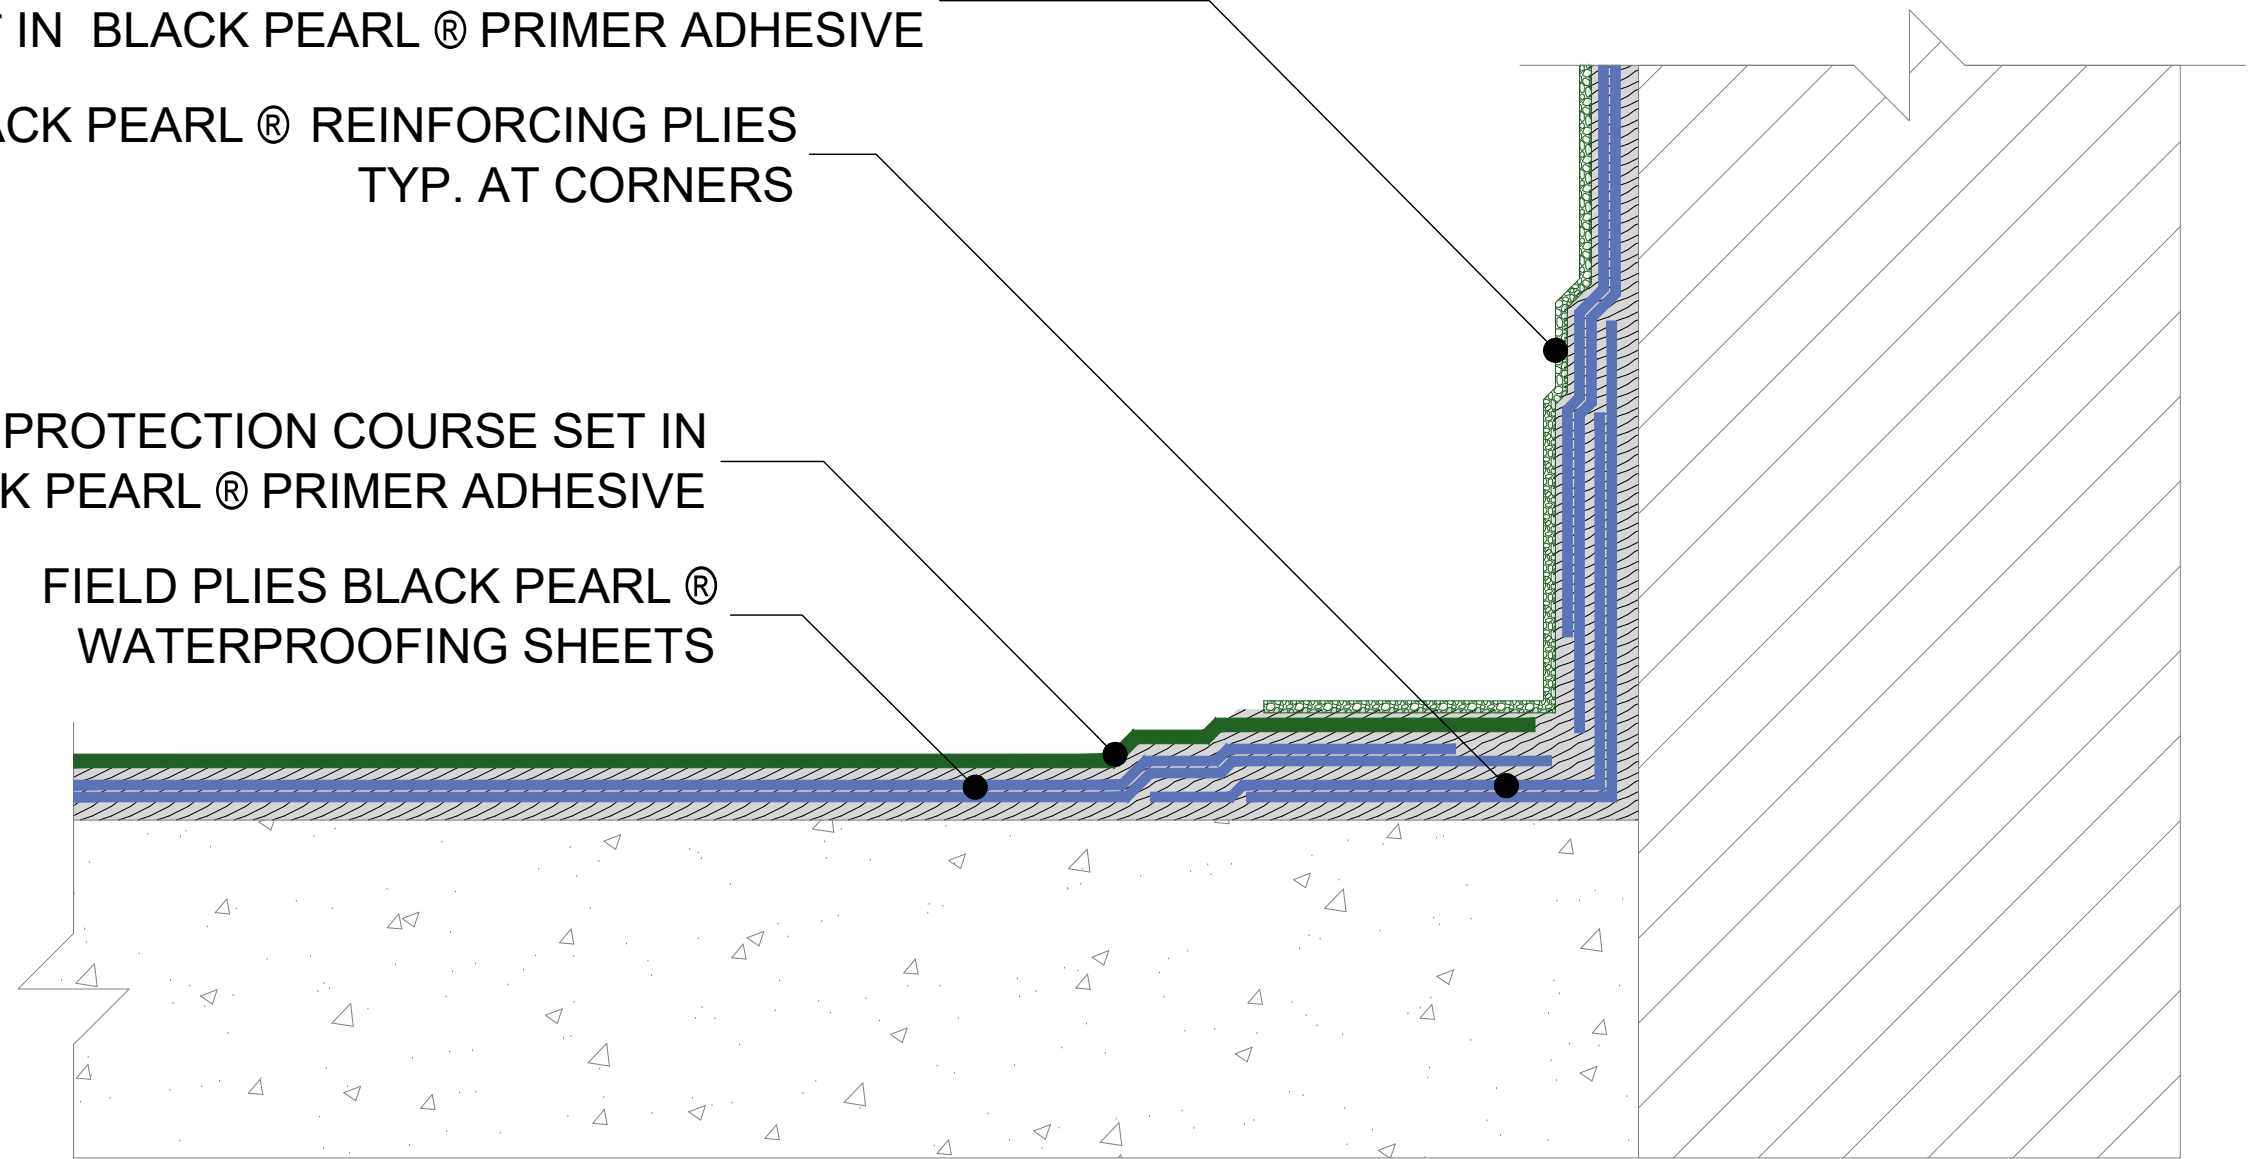 IN BLACK PEARL ® PRIMER ADHESIVE
PEARL ® REINFORCING PLIES
TYP. AT CORNERS
PROTECTION COURSE SET IN
PEARL ® PRIMER ADHESIVE
FIELD PLIES BLACK PEARL ®
WATERPROOFING SHEETS